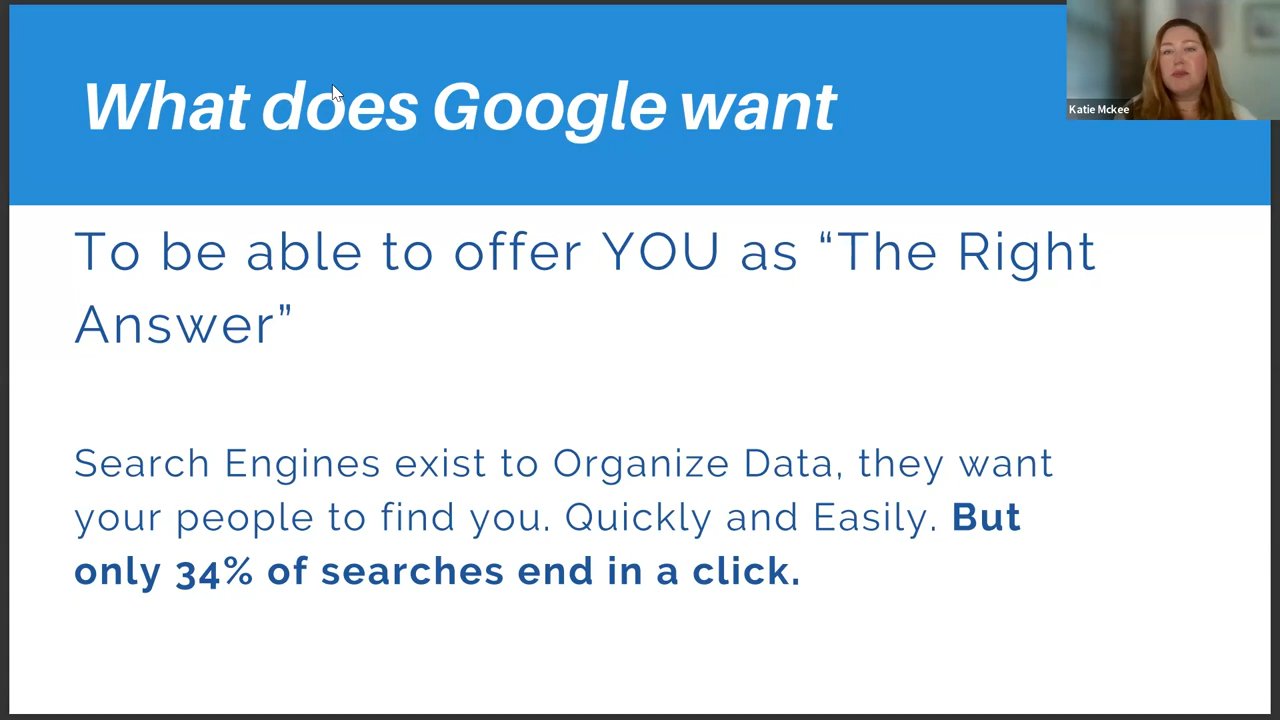 What does Google want
Katie Mckee
To be able to offer YOU as “The Right
Answer”
Search Engines exist to Organize Data, they want
your people to find you. Quickly and Easily. But
only 34% of searches end in a click.